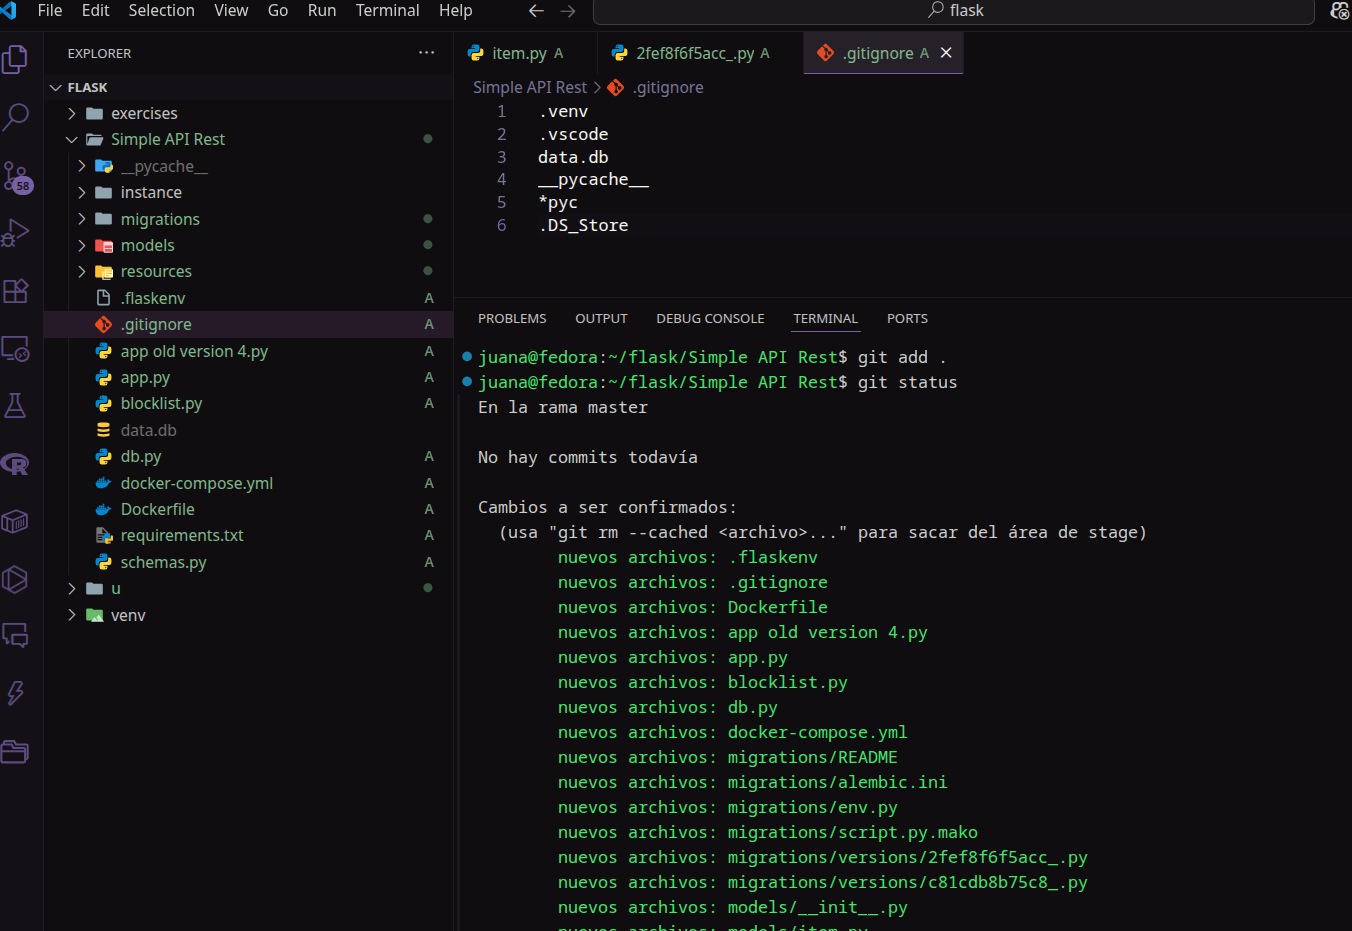 File Edit Selection View Go Run Terminal Help
flask
EXPLORER
FLASK
exercises
Simple API Rest
__pycache__
instance
migrations
models
resources
.flaskenv A
.gitignore A
app old version 4.py A
app.py A
blocklist.py A
data.db
db.py A
docker-compose.yml A
Dockerfile A
requirements.txt A
schemas.py A
u
venv
58
item.py A
2fef8f6f5acc_.py A
.gitignore A
Simple API Rest > .gitignore
1 .venv
2 .vscode
3 data.db
4 __pycache__
5 *pyc
6 .DS_Store
PROBLEMS OUTPUT DEBUG CONSOLE TERMINAL PORTS
juana@fedora:~/flask/Simple API Rest$ git add .
juana@fedora:~/flask/Simple API Rest$ git status
En la rama master
No hay commits todavía
Cambios a ser confirmados:
(usa "git rm --cached <archivo>..." para sacar del área de stage)
nuevos archivos: .flaskenv
nuevos archivos: .gitignore
nuevos archivos: Dockerfile
nuevos archivos: app old version 4.py
nuevos archivos: app.py
nuevos archivos: blocklist.py
nuevos archivos: db.py
nuevos archivos: docker-compose.yml
nuevos archivos: migrations/README
nuevos archivos: migrations/alembic.ini
nuevos archivos: migrations/env.py
nuevos archivos: migrations/script.py.mako
nuevos archivos: migrations/versions/2fef8f6f5acc_.py
nuevos archivos: migrations/versions/c81cdb8b75c8_.py
nuevos archivos: models/__init__.py
nuevos archivos: models/item.py